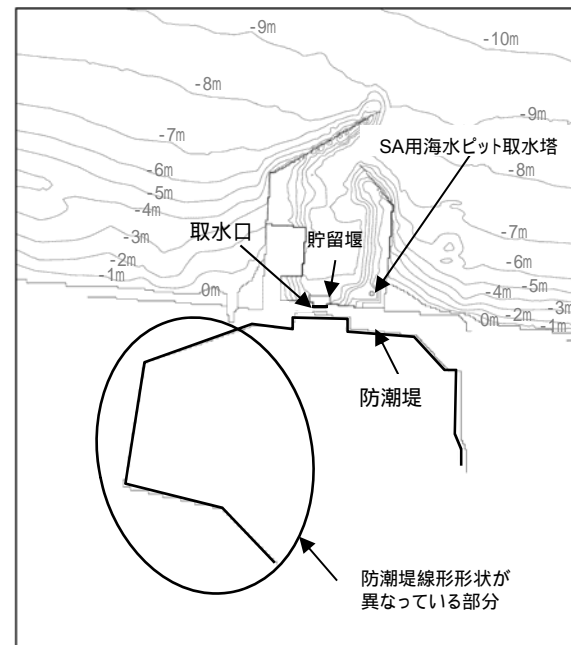 -9m
-10m
-8m
-9m
-7m
SA用海水ピット取水塔
-6m
-8m
-5m
-4m
取水口
貯留堰
-7m
-3m
-6m
-2m
-5m
-1m
0m
-4m
-3m
0m
-2m
-1m
防潮堤
防潮堤線形形状が
異なっている部分